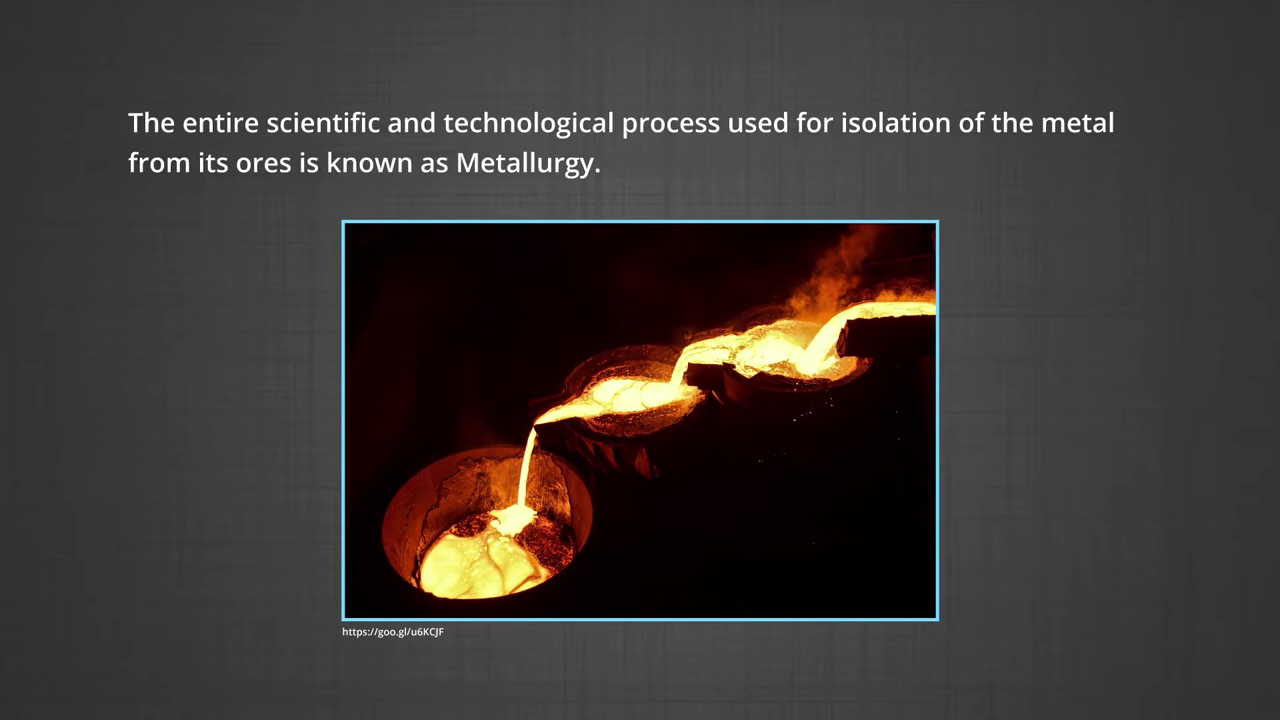 The entire scientific and technological process used for isolation of the metal
from its ores is known as Metallurgy.
https://goo.gl/u6KCJF